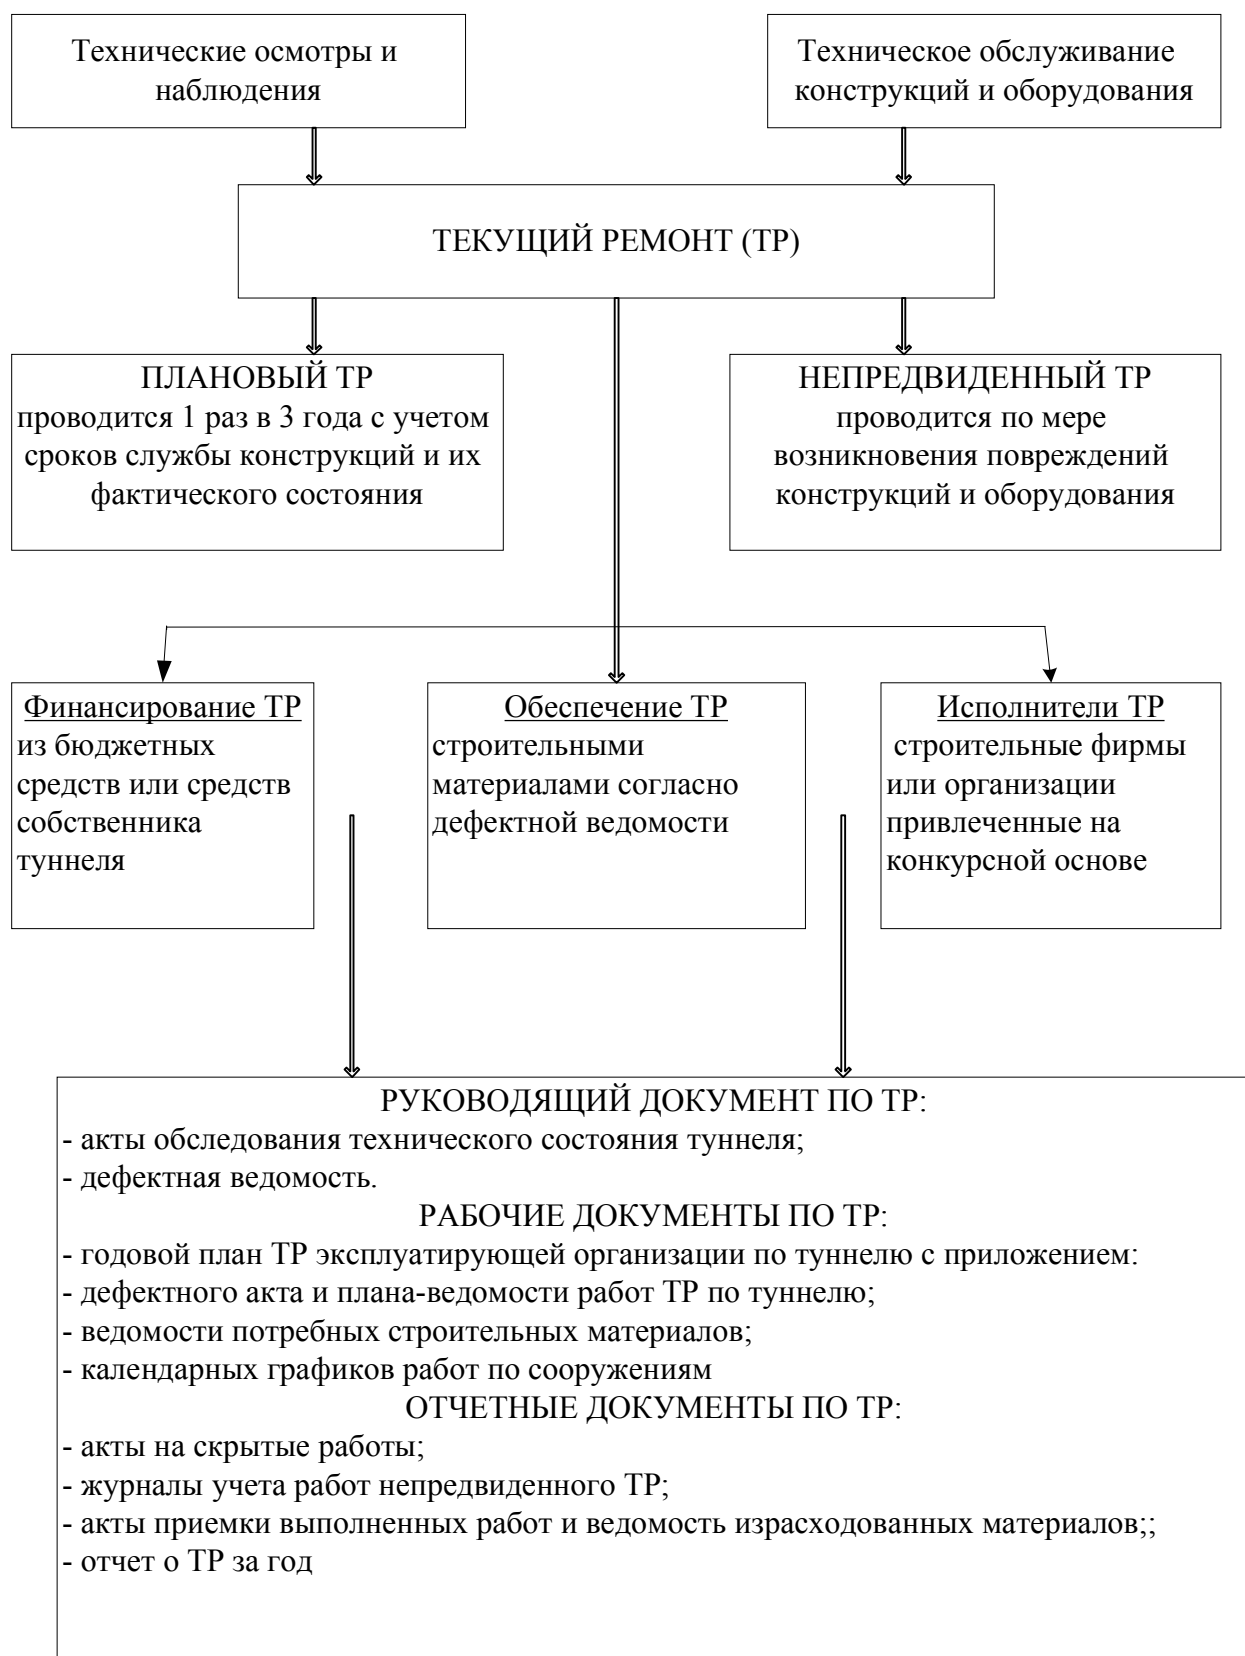 Технические осмотры и
наблюдения
Техническое обслуживание
конструкций и оборудования
ТЕКУЩИЙ РЕМОНТ (ТР)
ПЛАНОВЫЙ ТР
проводится 1 раз в 3 года с учетом
сроков службы конструкций и их
фактического состояния
НЕПРЕДВИДЕННЫЙ ТР
проводится по мере
возникновения повреждений
конструкций и оборудования
Финансирование ТР
из бюджетных
средств или средств
собственника
туннеля
Обеспечение ТР
строительными
материалами согласно
дефектной ведомости
Исполнители ТР
строительные фирмы
или организации
привлеченные на
конкурсной основе
РУКОВОДЯЩИЙ ДОКУМЕНТ ПО ТР:
- акты обследования технического состояния туннеля;
- дефектная ведомость.
РАБОЧИЕ ДОКУМЕНТЫ ПО ТР:
- годовой план ТР эксплуатирующей организации по туннелю с приложением:
- дефектного акта и плана-ведомости работ ТР по туннелю;
- ведомости потребных строительных материалов;
- календарных графиков работ по сооружениям
ОТЧЕТНЫЕ ДОКУМЕНТЫ ПО ТР:
- акты на скрытые работы;
- журналы учета работ непредвиденного ТР;
- акты приемки выполненных работ и ведомость израсходованных материалов;;
- отчет о ТР за год